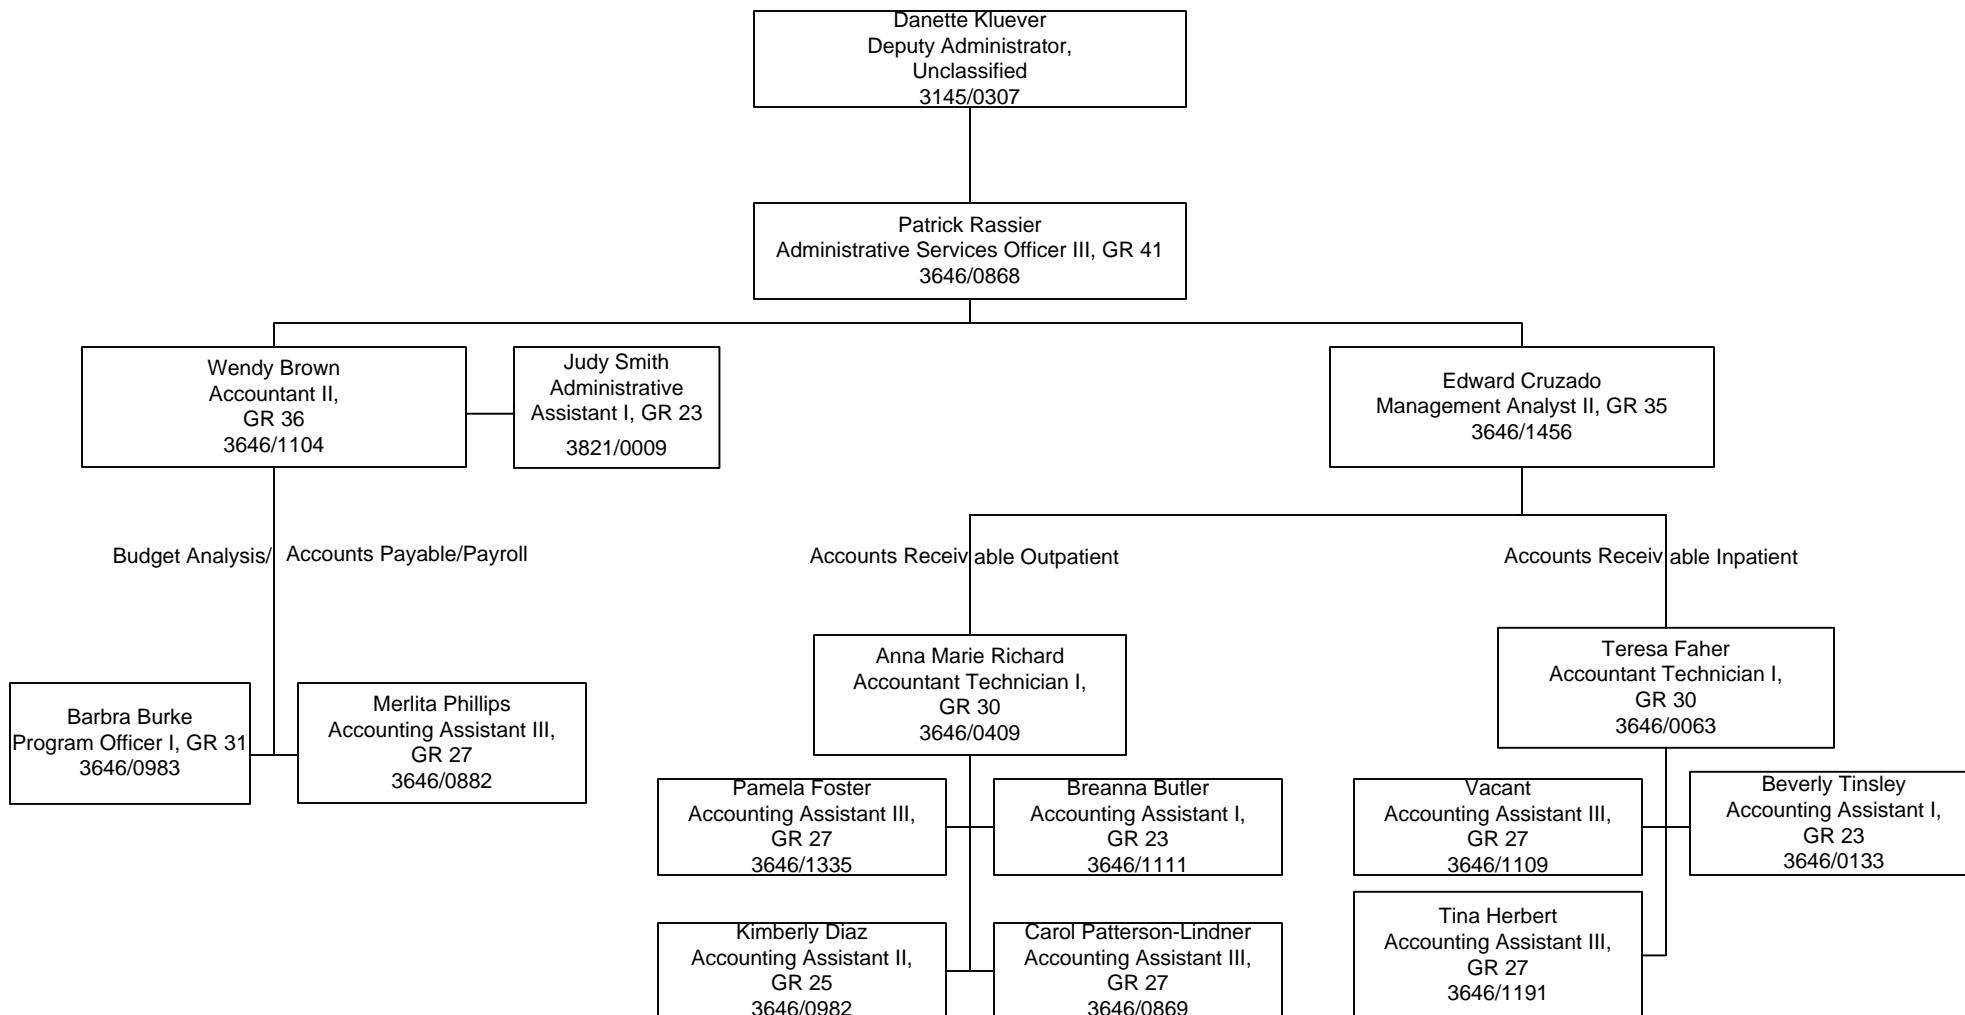 Danette Kluever
Deputy Administrator,
Unclassified
3145/0307
Patrick Rassier
Administrative Services Officer III, GR 41
3646/0868
Wendy Brown
Accountant II,
GR 36
3646/1104
Judy Smith
Administrative
Assistant I, GR 23
3821/0009
Edward Cruzado
Management Analyst II, GR 35
3646/1456
Budget Analysis/ Accounts Payable/Payroll
Accounts Receivable Outpatient
Accounts Receivable Inpatient
Barbra Burke
Program Officer I, GR 31
3646/0983
Merlita Phillips
Accounting Assistant III,
GR 27
3646/0882
Anna Marie Richard
Accountant Technician I,
GR 30
3646/0409
Teresa Faher
Accountant Technician I,
GR 30
3646/0063
Pamela Foster
Accounting Assistant III,
GR 27
3646/1335
Breanna Butler
Accounting Assistant I,
GR 23
3646/1111
Vacant
Accounting Assistant III,
GR 27
3646/1109
Beverly Tinsley
Accounting Assistant I,
GR 23
3646/0133
Kimberly Diaz
Accounting Assistant II,
GR 25
3646/0982
Carol Patterson-Lindner
Accounting Assistant III,
GR 27
3646/0869
Tina Herbert
Accounting Assistant III,
GR 27
3646/1191